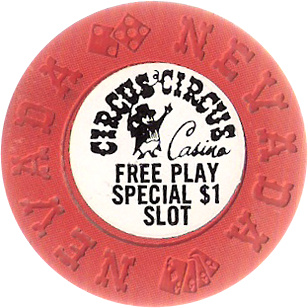 NEVADA
CIRCUS CIRCUS
Casino
FREE PLAY
SPECIAL $1
SLOT
NEVADA